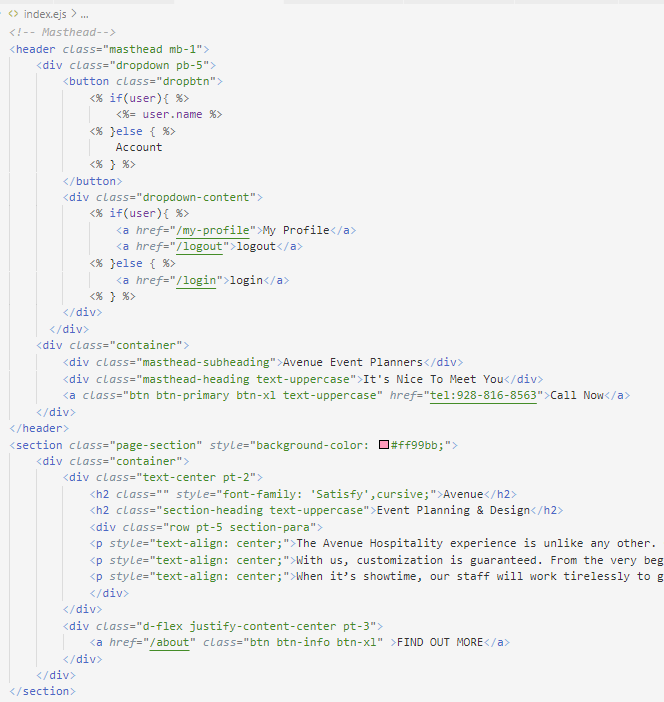 <> index.ejs > ...
<!-- Masthead-->
<header class="masthead mb-1">
<div class="dropdown pb-5">
<button class="dropbtn">
<% if(user){ %>
<%= user.name %>
<% }else { %>
Account
<% } %>
</button>
<div class="dropdown-content">
<% if(user){ %>
<a href="/my-profile">My Profile</a>
<a href="/logout">logout</a>
<% }else { %>
<a href="/login">login</a>
<% } %>
</div>
</div>
<div class="container">
<div class="masthead-subheading">Avenue Event Planners</div>
<div class="masthead-heading text-uppercase">It's Nice To Meet You</div>
<a class="btn btn-primary btn-xl text-uppercase" href="tel:928-816-8563">Call Now</a>
</div>
</header>
<section class="page-section" style="background-color: #ff99bb;">
<div class="container">
<div class="text-center pt-2">
<h2 class="" style="font-family: 'Satisfy',cursive;">Avenue</h2>
<h2 class="section-heading text-uppercase">Event Planning & Design</h2>
<div class="row pt-5 section-para">
<p style="text-align: center;">The Avenue Hospitality experience is unlike any other.
<p style="text-align: center;">With us, customization is guaranteed. From the very beg
<p style="text-align: center;">When it’s showtime, our staff will work tirelessly to g
</div>
</div>
<div class="d-flex justify-content-center pt-3">
<a href="/about" class="btn btn-info btn-xl" >FIND OUT MORE</a>
</div>
</div>
</section>